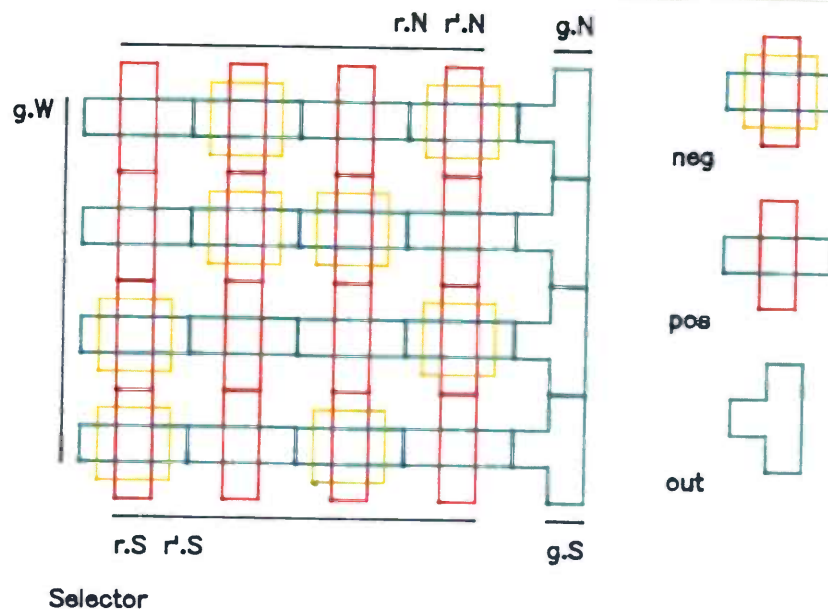 r.N r'.N
g.N
g.W
neg
pos
out
r.S r'.S
g.S
Selector